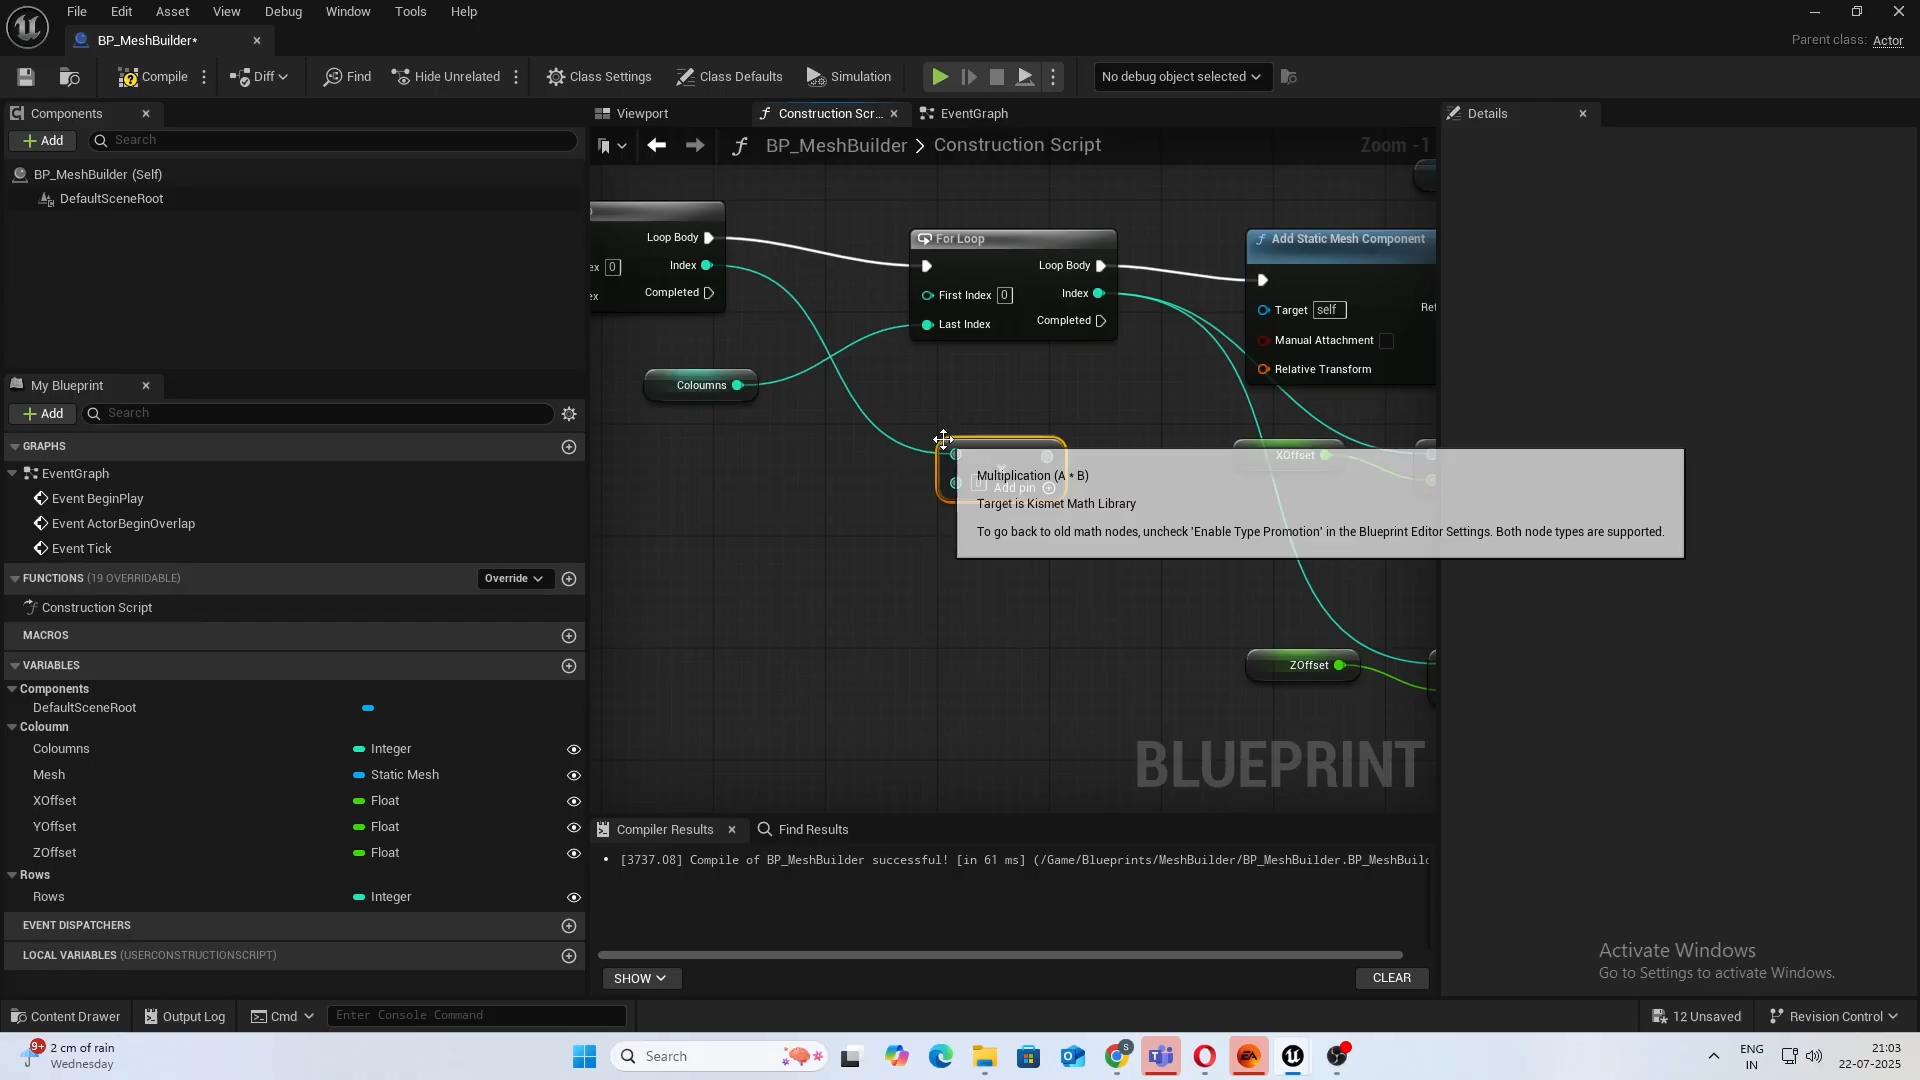 File Edit Asset View Debug Window Tools Help
BP_MeshBuilder*
Parent class: Actor
Compile Diff Find Hide Unrelated Class Settings Class Defaults Simulation No debug object selected
Components
Add Search
BP_MeshBuilder (Self)
DefaultSceneRoot
My Blueprint
Add Search
GRAPHS
EventGraph
Event BeginPlay
Event ActorBeginOverlap
Event Tick
FUNCTIONS (19 OVERRIDABLE) Override
Construction Script
MACROS
VARIABLES
Components
DefaultSceneRoot
Coloumn
Coloumns Integer
Mesh Static Mesh
XOffset Float
YOffset Float
ZOffset Float
Rows
Rows Integer
EVENT DISPATCHERS
LOCAL VARIABLES (USERCONSTRUCTIONSCRIPT)
Viewport Construction Scr... EventGraph
BP_MeshBuilder > Construction Script
Zoom -1
Loop Body
ex 0 Index
ex Completed
For Loop
Loop Body
First Index 0 Index
Last Index Completed
Add Static Mesh Component
Target self
Manual Attachment
Relative Transform
Coloumns
XOffset
Add pin
Multiplication (A * B)
Target is Kismet Math Library
To go back to old math nodes, uncheck 'Enable Type Promotion' in the Blueprint Editor Settings. Both node types are supported.
ZOffset
BLUEPRINT
Details
Compiler Results Find Results
[3737.08] Compile of BP_MeshBuilder successful! [in 61 ms] (/Game/Blueprints/MeshBuilder/BP_MeshBuilder.BP_MeshBuild
SHOW CLEAR
Activate Windows
Go to Settings to activate Windows.
Content Drawer Output Log Cmd Enter Console Command 12 Unsaved Revision Control
9+
2 cm of rain
Wednesday
Search
S
ENG
IN
21:03
22-07-2025